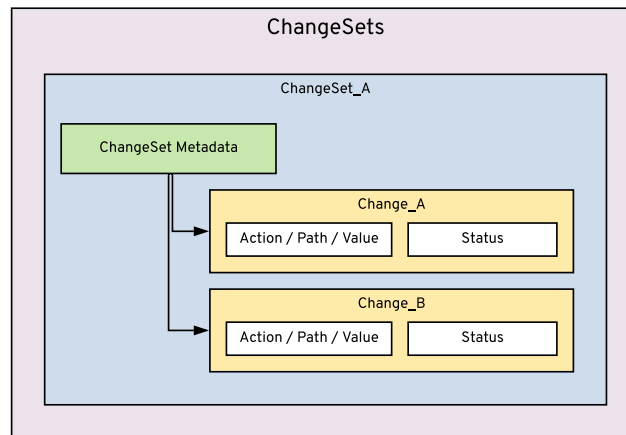 ChangeSets
ChangeSet_A
ChangeSet Metadata
Change_A
Action / Path / Value
Status
Change_B
Action / Path / Value
Status